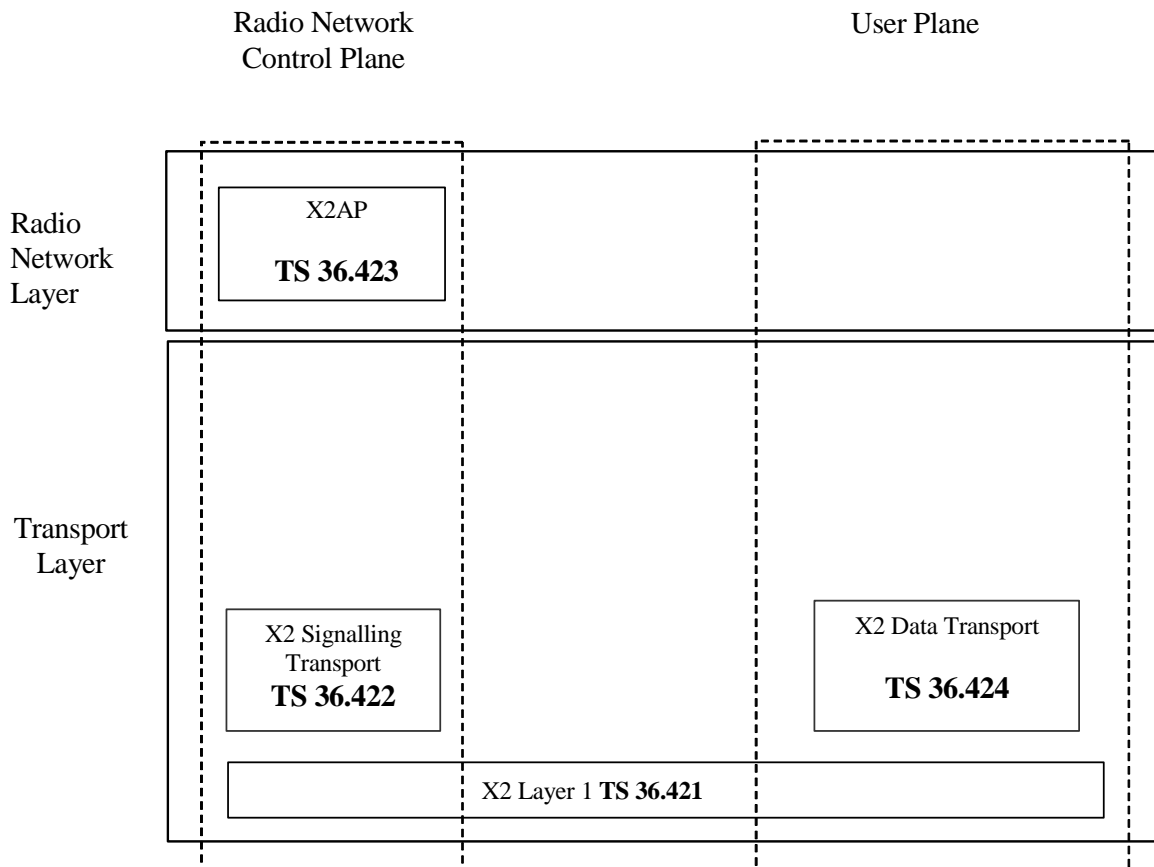 Radio Network
Control Plane
User Plane
Radio
Network
Layer
X2AP
TS 36.423
Transport
Layer
X2 Signalling
Transport
TS 36.422
X2 Data Transport
TS 36.424
X2 Layer 1 TS 36.421